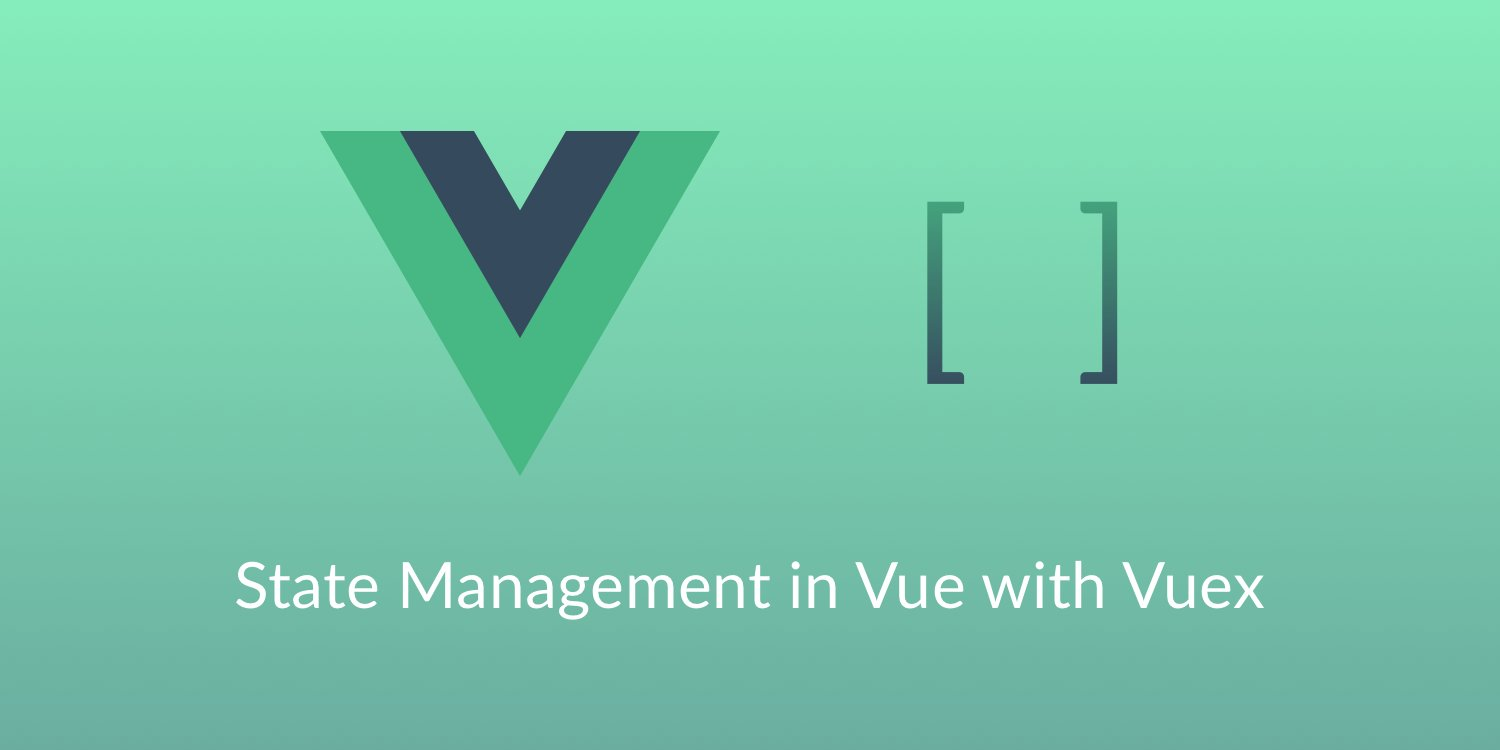 [ ]
State Management in Vue with Vuex